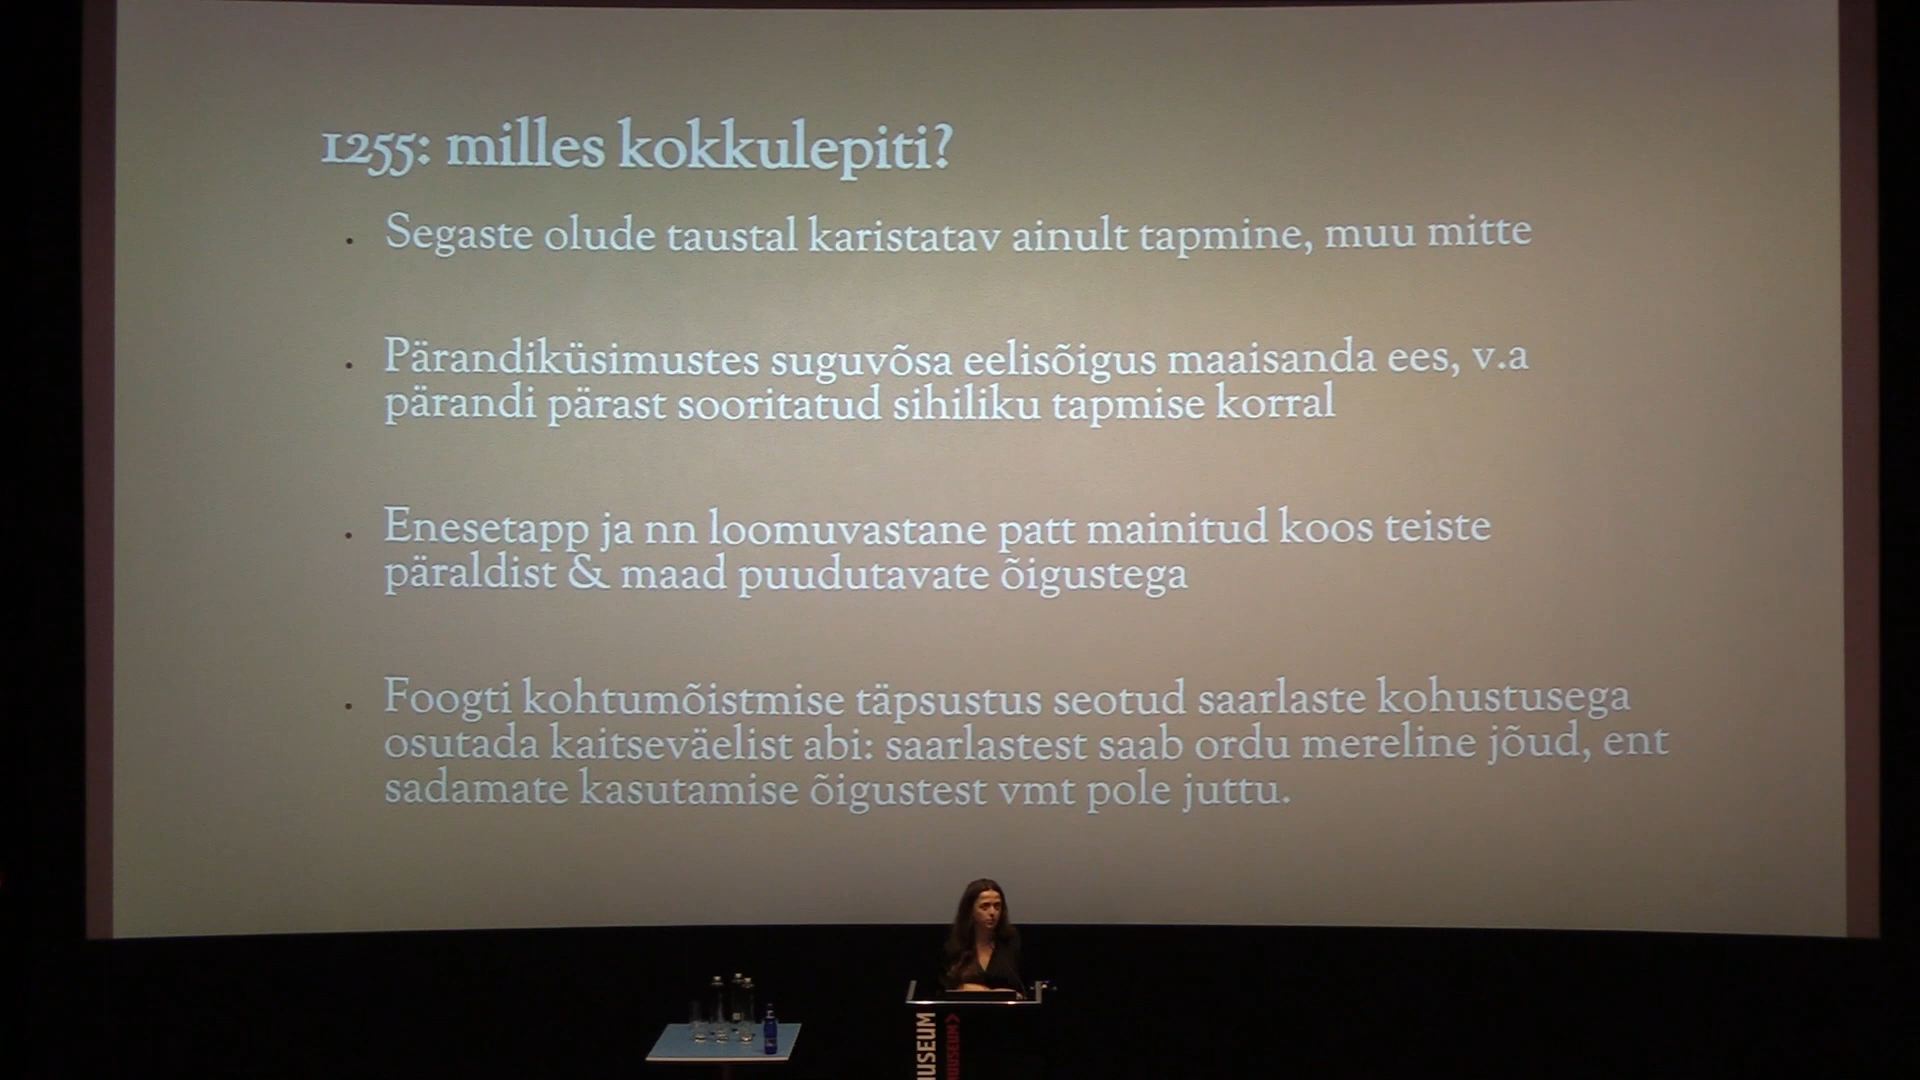 1255: milles kokkulepiti?
. Segaste olude taustal karistatav ainult tapmine, muu mitte
. Pärandiküsimustes suguvõsa eelisõigus maaisanda ees, v.a
pärandi pärast sooritatud sihiliku tapmise korral
. Enesetapp ja nn loomuvastane patt mainitud koos teiste
päraldist & maad puudutavate õigustega
. Foogti kohtumõistmise täpsustus seotud saarlaste kohustusega
osutada kaitseväelist abi: saarlastest saab ordu mereline jõud, ent
sadamate kasutamise õigustest vmt pole juttu.